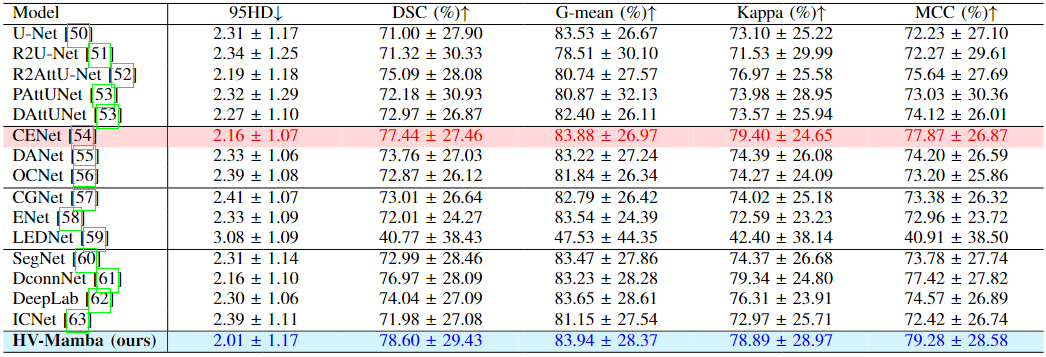 Model 95HD↓ DSC (%)↑ G-mean (%)↑ Kappa (%)↑ MCC (%)↑
U-Net [50] 2.31 ± 1.17 71.00 ± 27.90 83.53 ± 26.67 73.10 ± 25.22 72.23 ± 27.10
R2U-Net [51] 2.34 ± 1.25 71.32 ± 30.33 78.51 ± 30.10 71.53 ± 29.99 72.27 ± 29.61
R2AttU-Net [52] 2.19 ± 1.18 75.09 ± 28.08 80.74 ± 27.57 76.97 ± 25.58 75.64 ± 27.69
PAttUNet [53] 2.32 ± 1.29 72.18 ± 30.93 80.87 ± 32.13 73.98 ± 28.95 73.03 ± 30.36
DAttUNet [53] 2.27 ± 1.10 72.97 ± 26.87 82.40 ± 26.11 73.57 ± 25.94 74.12 ± 26.01
CENet [54] 2.16 ± 1.07 77.44 ± 27.46 83.88 ± 26.97 79.40 ± 24.65 77.87 ± 26.87
DANet [55] 2.33 ± 1.06 73.76 ± 27.03 83.22 ± 27.24 74.39 ± 26.08 74.20 ± 26.59
OCNet [56] 2.39 ± 1.08 72.87 ± 26.12 81.84 ± 26.34 74.27 ± 24.09 73.20 ± 25.86
CGNet [57] 2.41 ± 1.07 73.01 ± 26.64 82.79 ± 26.42 74.02 ± 25.18 73.38 ± 26.32
ENet [58] 2.33 ± 1.09 72.01 ± 24.27 83.54 ± 24.39 72.59 ± 23.23 72.96 ± 23.72
LEDNet [59] 3.08 ± 1.09 40.77 ± 38.43 47.53 ± 44.35 42.40 ± 38.14 40.91 ± 38.50
SegNet [60] 2.31 ± 1.14 72.99 ± 28.46 83.47 ± 27.86 74.37 ± 26.68 73.78 ± 27.74
DconnNet [61] 2.16 ± 1.10 76.97 ± 28.09 83.23 ± 28.28 79.34 ± 24.80 77.42 ± 27.82
DeepLab [62] 2.30 ± 1.06 74.04 ± 27.09 83.65 ± 28.61 76.31 ± 23.91 74.57 ± 26.89
ICNet [63] 2.39 ± 1.11 71.98 ± 27.08 81.15 ± 27.54 72.97 ± 25.71 72.42 ± 26.74
HV-Mamba (ours) 2.01 ± 1.17 78.60 ± 29.43 83.94 ± 28.37 78.89 ± 28.97 79.28 ± 28.58